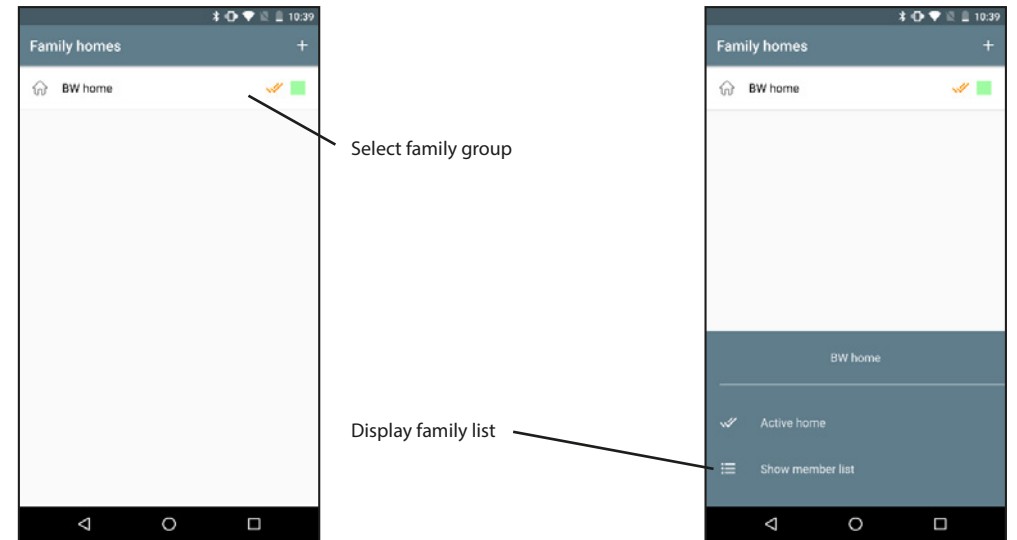 10:39
Family homes +
BW home
Select family group
10:39
Family homes +
BW home
BW home
Active home
Display family list
Show member list